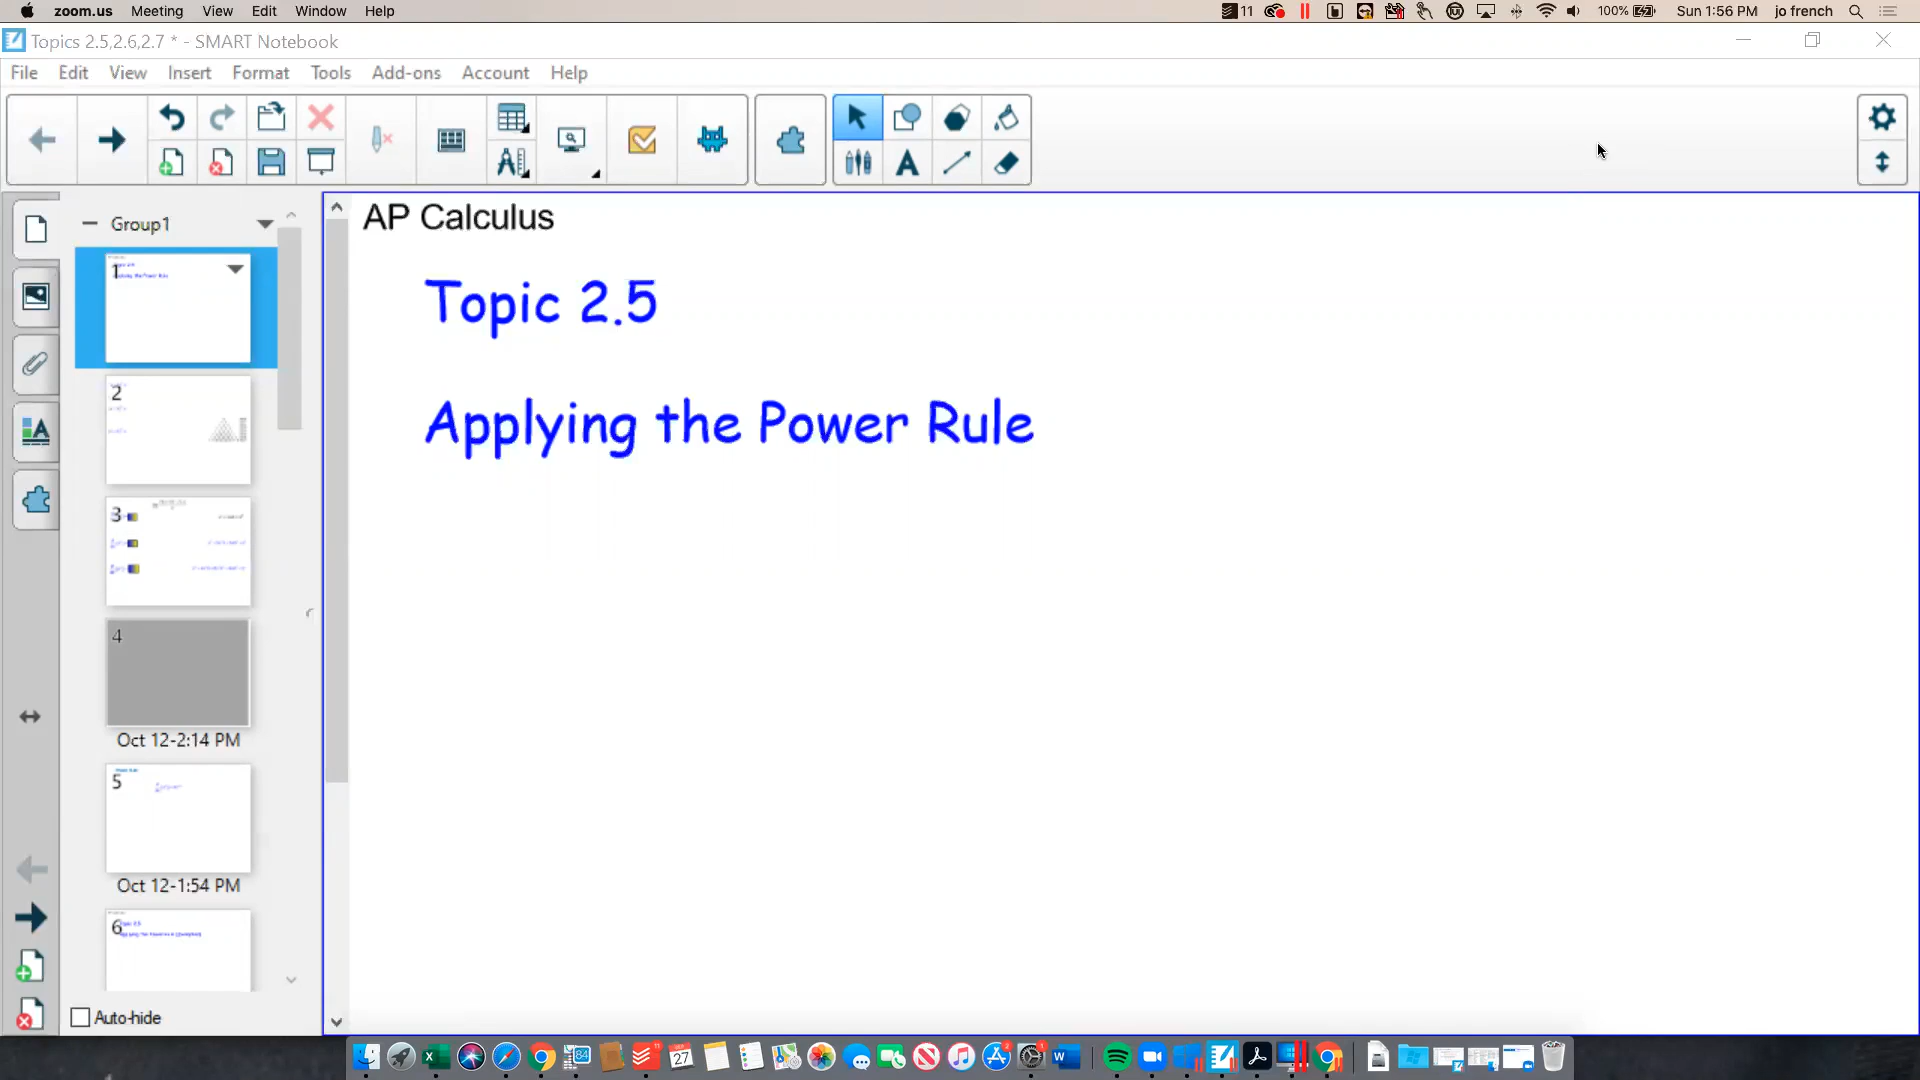 zoom.us Meeting View Edit Window Help
11 100% Sun 1:56 PM jo french
Topics 2.5,2.6,2.7 * - SMART Notebook
File Edit View Insert Format Tools Add-ons Account Help
Group1
1
2
3
4
Oct 12-2:14 PM
5
Oct 12-1:54 PM
6
Auto-hide
AP Calculus
Topic 2.5
Applying the Power Rule